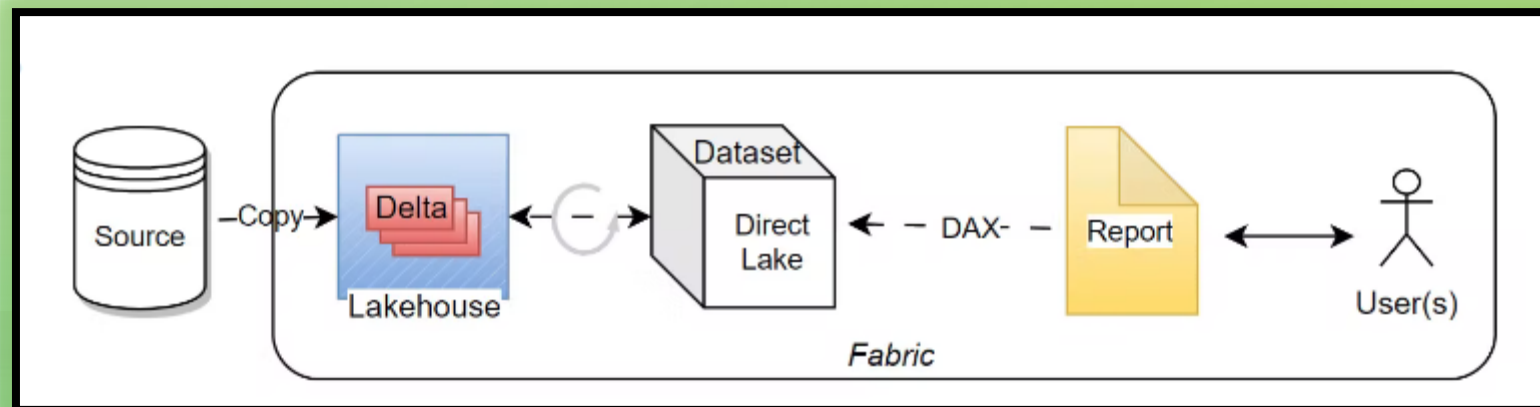 Source
Copy
Delta
Lakehouse
Dataset
Direct
Lake
DAX
Report
User(s)
Fabric